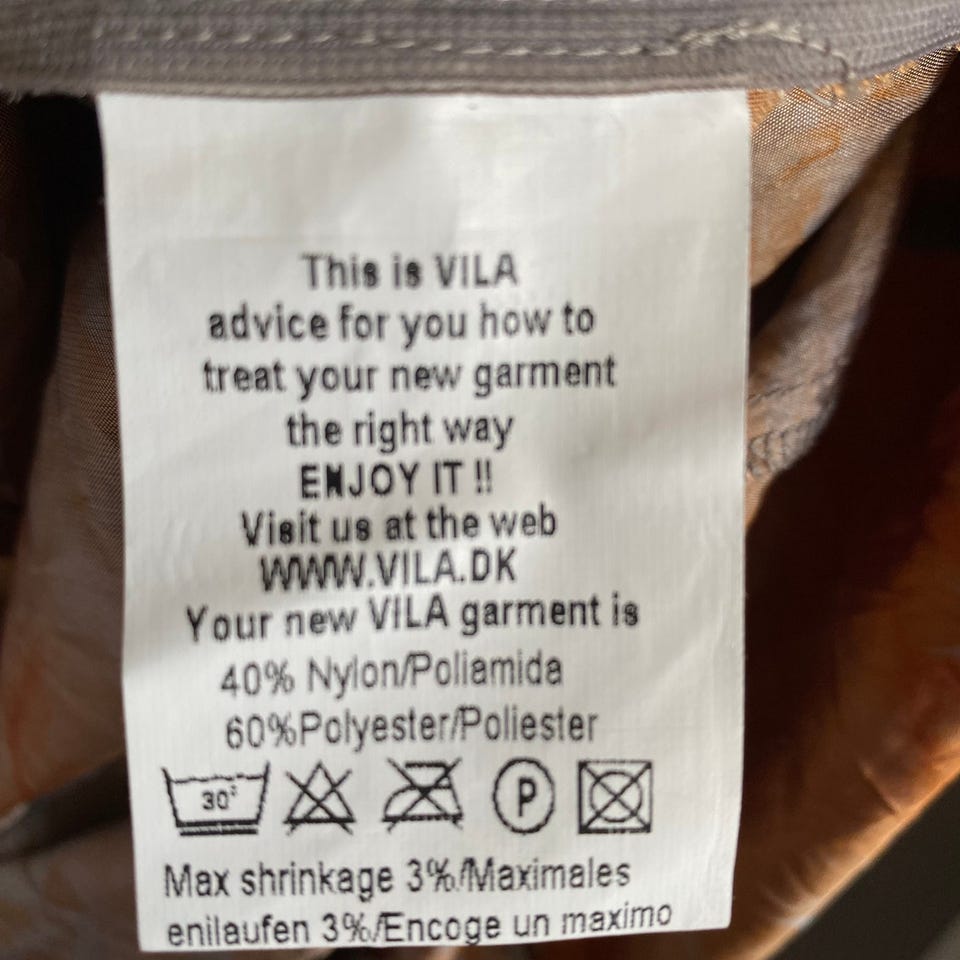 This is VILA
advice for you how to
treat your new garment
the right way
ENJOY IT !!
Visit us at the web
WWW.VILA.DK
Your new VILA garment is
40% Nylon/Poliamida
60%Polyester/Poliester
30° P
Max shrinkage 3%/Maximales
enilaufen 3%/Encoge un maximo